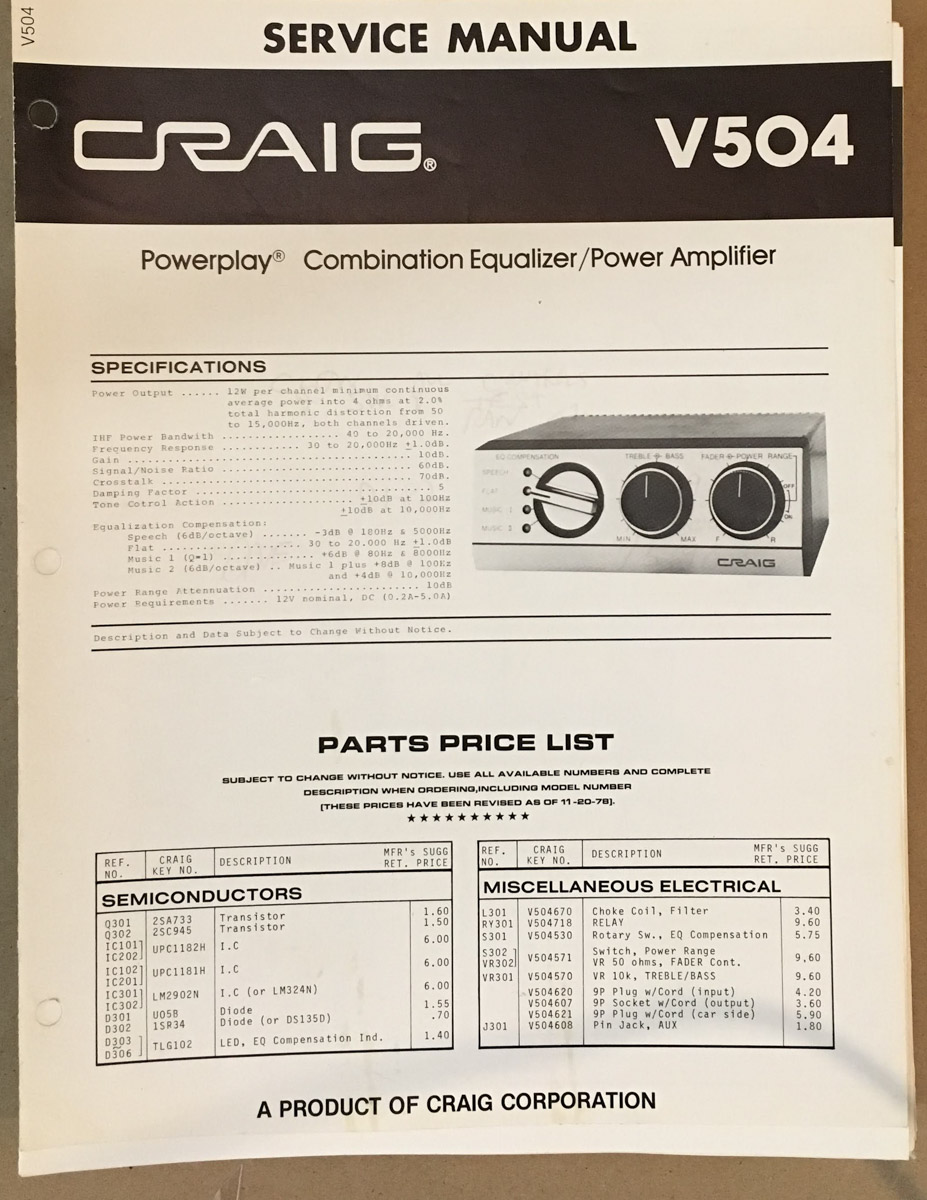 V504
SERVICE MANUAL
CRAIG® V504
Powerplay® Combination Equalizer/Power Amplifier
SPECIFICATIONS
Power Output ...... 12W per channel minimum continuous
average power into 4 ohms at 2.0%
total harmonic distortion from 50
to 15,000Hz, both channels driven.
IHF Power Bandwith ................. 40 to 20,000 Hz.
Frequency Response ............ 30 to 20,000Hz ±1.0dB.
Gain .......................................... 10dB.
Signal/Noise Ratio ............................ 60dB.
Crosstalk ..................................... 70dB.
Damping Factor ................................ 5
Tone Cotrol Action ..................... ±10dB at 100Hz
±10dB at 10,000Hz
Equalization Compensation:
Speech (6dB/octave) ....... -3dB @ 180Hz & 5000Hz
Flat ..................... 30 to 20.000 Hz ±1.0dB
Music 1 (Q=1) .......... +6dB @ 80Hz & 8000Hz
Music 2 (6dB/octave) .. Music 1 plus +8dB @ 100Kz
and +4dB @ 10,000Hz
Power Range Attennuation ...................... 10dB
Power Requirements ....... 12V nominal, DC (0.2A-5.0A)
Description and Data Subject to Change Without Notice.
EQ COMPENSATION TREBLE BASS FADER POWER RANGE
SPEECH
FLAT
MUSIC I
MUSIC II
OFF
ON
MIN MAX F R
CRAIG
PARTS PRICE LIST
SUBJECT TO CHANGE WITHOUT NOTICE. USE ALL AVAILABLE NUMBERS AND COMPLETE
DESCRIPTION WHEN ORDERING,INCLUDING MODEL NUMBER
[THESE PRICES HAVE BEEN REVISED AS OF 11-20-78].
★★★★★★★★★★
REF. NO. CRAIG KEY NO. DESCRIPTION MFR's SUGG RET. PRICE
SEMICONDUCTORS
Q301 2SA733 Transistor 1.60
Q302 2SC945 Transistor 1.50
IC101 IC202 UPC1182H I.C 6.00
IC102 IC201 UPC1181H I.C 6.00
IC301 IC302 LM2902N I.C (or LM324N) 6.00
D301 U05B Diode 1.55
D302 1SR34 Diode (or DS135D) .70
D303 ~ D306 TLG102 LED, EQ Compensation Ind. 1.40
REF. NO. CRAIG KEY NO. DESCRIPTION MFR's SUGG RET. PRICE
MISCELLANEOUS ELECTRICAL
L301 V504670 Choke Coil, Filter 3.40
RY301 V504718 RELAY 9.60
S301 V504530 Rotary Sw., EQ Compensation 5.75
S302 VR302 V504571 Switch, Power Range VR 50 ohms, FADER Cont. 9,60
VR301 V504570 VR 10k, TREBLE/BASS 9.60
V504620 9P Plug w/Cord (input) 4.20
V504607 9P Socket w/Cord (output) 3.60
V504621 9P Plug w/Cord (car side) 5.90
J301 V504608 Pin Jack, AUX 1.80
A PRODUCT OF CRAIG CORPORATION